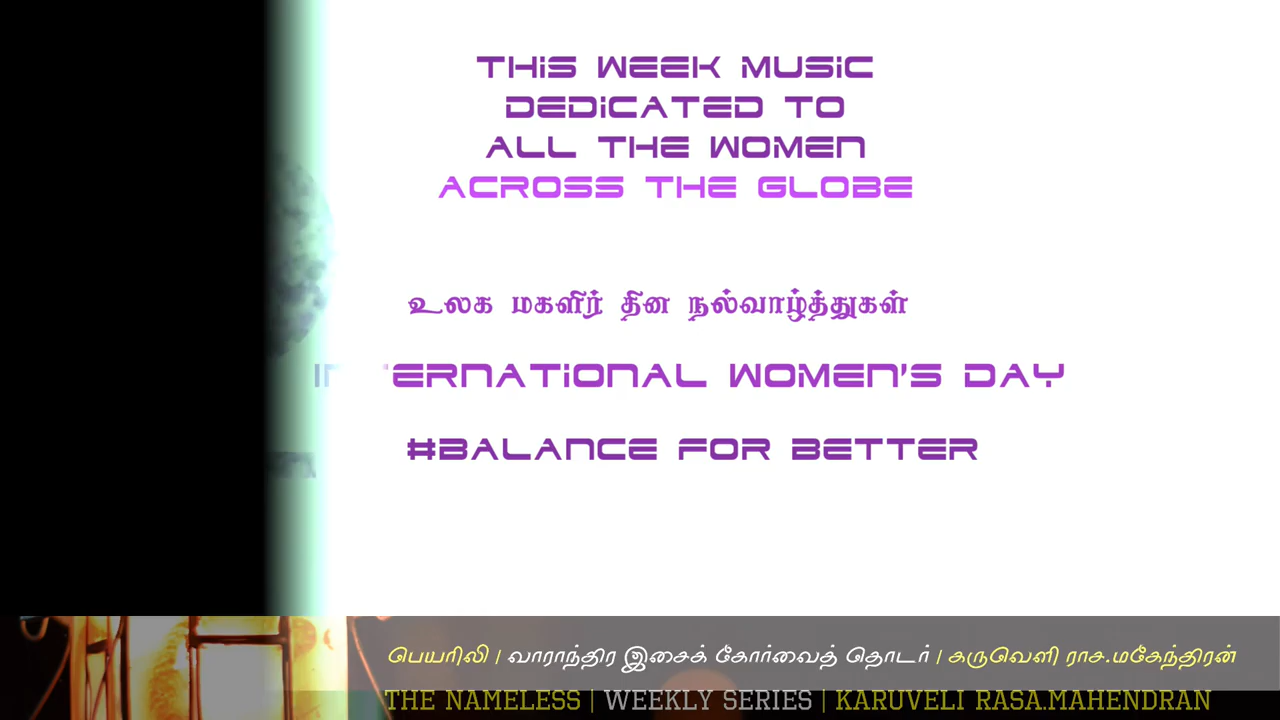 THiS WEEK MUSiC
DEDiCATED TO
ALL THE WOMEN
ACROSS THE GLOBE
உலக மகளிர் தின நல்வாழ்த்துகள்
INTERNATiONAL WOMEN'S DAY
#BALANCE FOR BETTER
பெயரிலி | வாராந்திர இசைக் கோர்வைத் தொடர் | கருவெளி ராச.மகேந்திரன்
THE NAMELESS | WEEKLY SERIES | KARUVELI RASA.MAHENDRAN